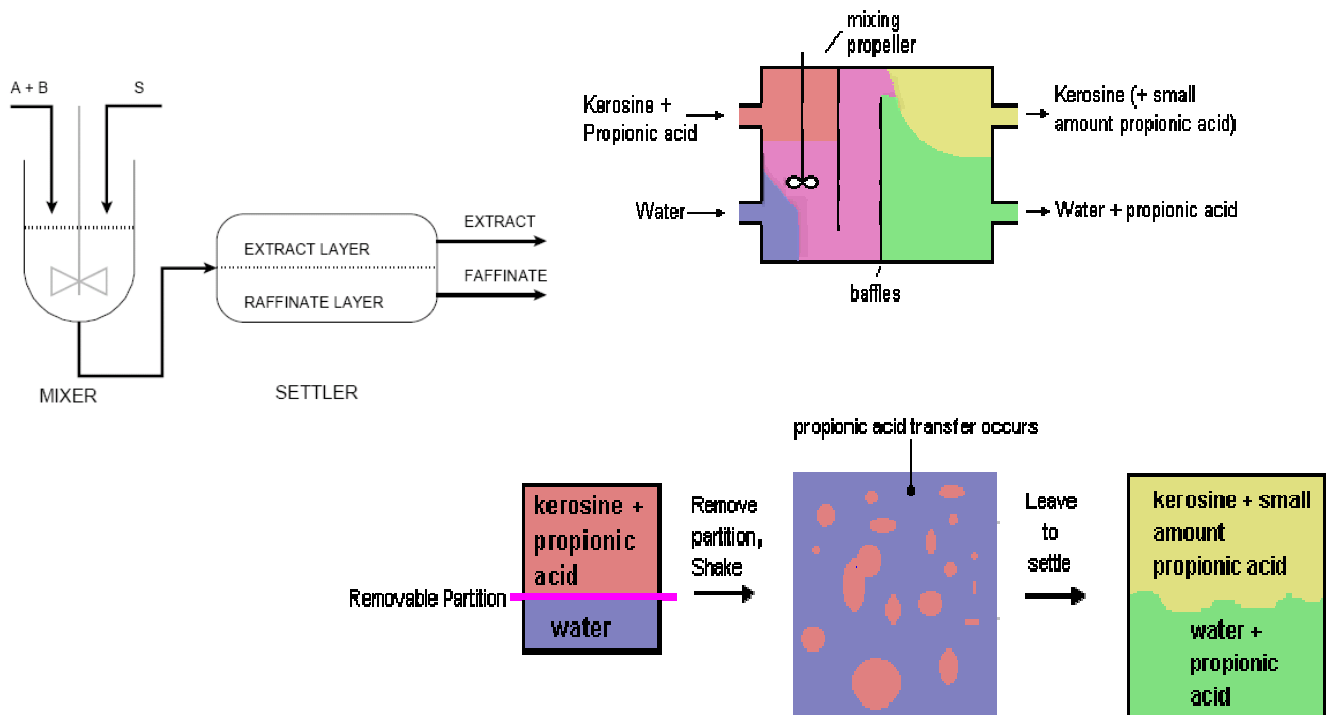 A + B
S
EXTRACT LAYER
RAFFINATE LAYER
EXTRACT
FAFFINATE
MIXER
SETTLER
mixing
propeller
Kerosine +
Propionic acid
Water
Kerosine (+ small
amount propionic acid)
Water + propionic acid
baffles
propionic acid transfer occurs
kerosine +
propionic
acid
Removable Partition
water
Remove
partition,
Shake
Leave
to
settle
kerosine + small
amount
propionic acid
water +
propionic
acid